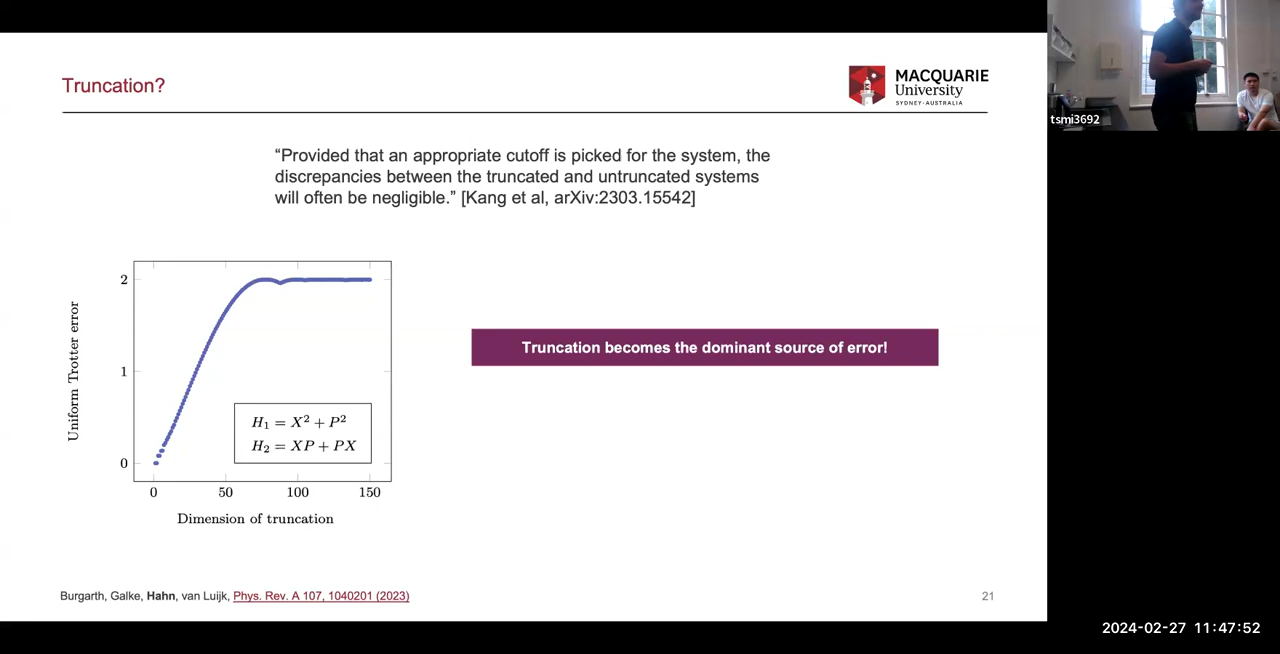 Truncation?
MACQUARIE
University
SYDNEY·AUSTRALIA
tsmi3692
“Provided that an appropriate cutoff is picked for the system, the
discrepancies between the truncated and untruncated systems
will often be negligible.” [Kang et al, arXiv:2303.15542]
Uniform Trotter error
2
1
0
H₁ = X² + P²
H₂ = XP + PX
0 50 100 150
Dimension of truncation
Truncation becomes the dominant source of error!
Burgarth, Galke, Hahn, van Luijk, Phys. Rev. A 107, 1040201 (2023)
21
2024-02-27 11:47:52